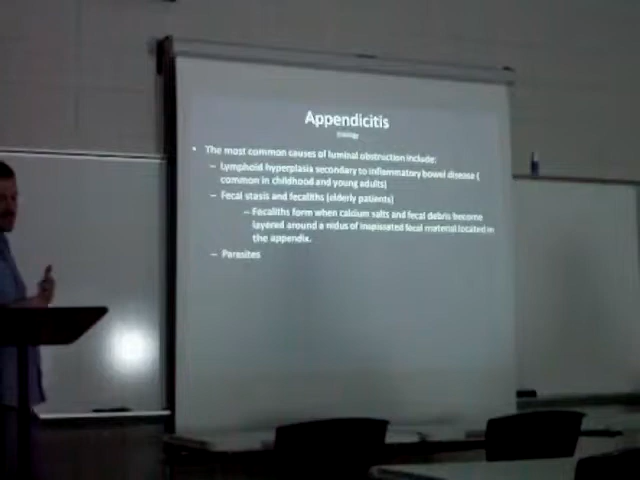 Appendicitis
Etiology
• The most common causes of luminal obstruction include:
– Lymphoid hyperplasia secondary to inflammatory bowel disease (
common in childhood and young adults)
– Fecal stasis and fecaliths (elderly patients)
– Fecaliths form when calcium salts and fecal debris become
layered around a nidus of inspissated fecal material located in
the appendix.
– Parasites